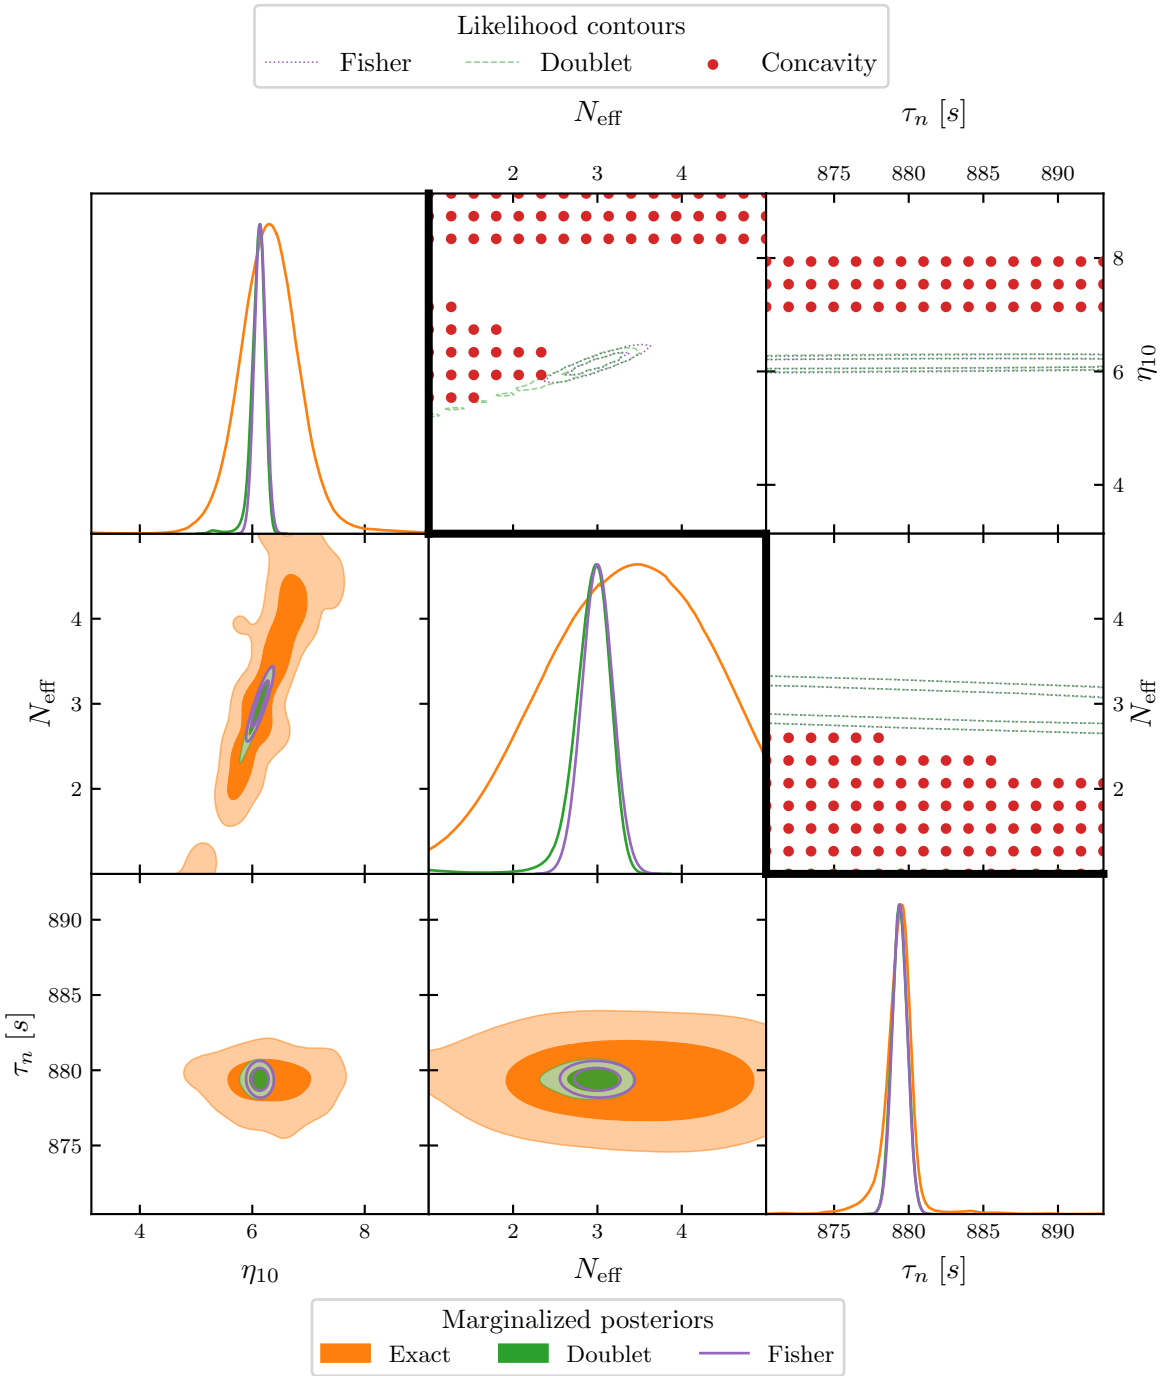 Likelihood contours
Fisher Doublet Concavity
N_eff τ_n [s]
2 3 4 875 880 885 890
8
6
4
η_10
4
3
2
N_eff
4
3
2
N_eff
890
885
880
875
τ_n [s]
4 6 8 2 3 4 875 880 885 890
η_10 N_eff τ_n [s]
Marginalized posteriors
Exact Doublet Fisher